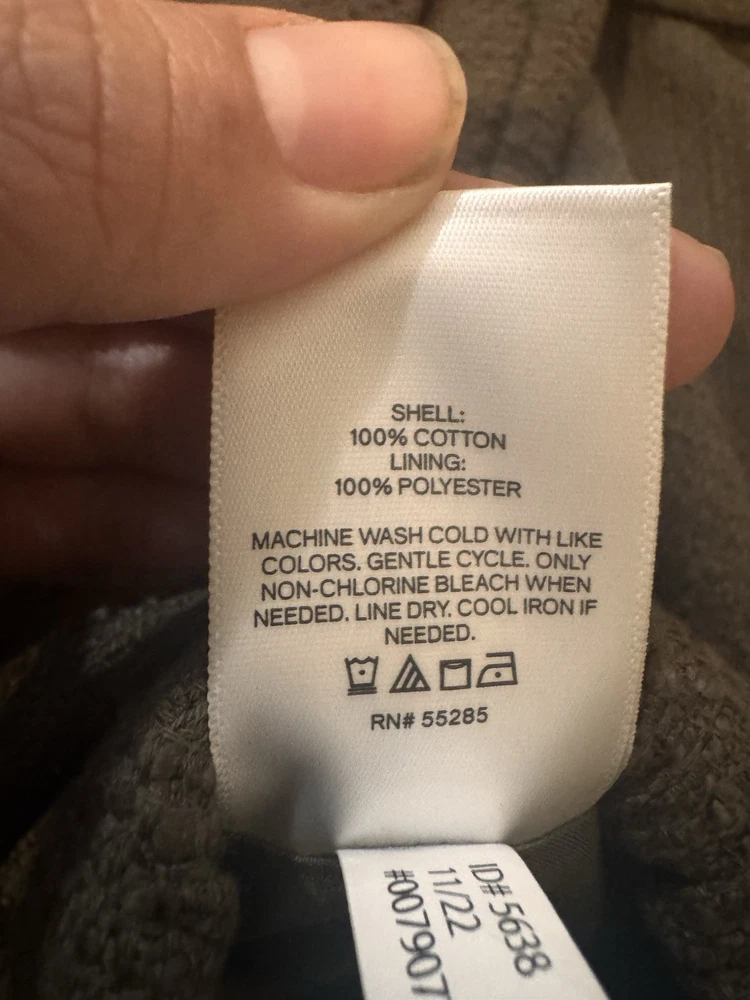 SHELL:
100% COTTON
LINING:
100% POLYESTER
MACHINE WASH COLD WITH LIKE
COLORS. GENTLE CYCLE. ONLY
NON-CHLORINE BLEACH WHEN
NEEDED. LINE DRY. COOL IRON IF
NEEDED.
RN# 55285
ID# 5638
11/22
#007907